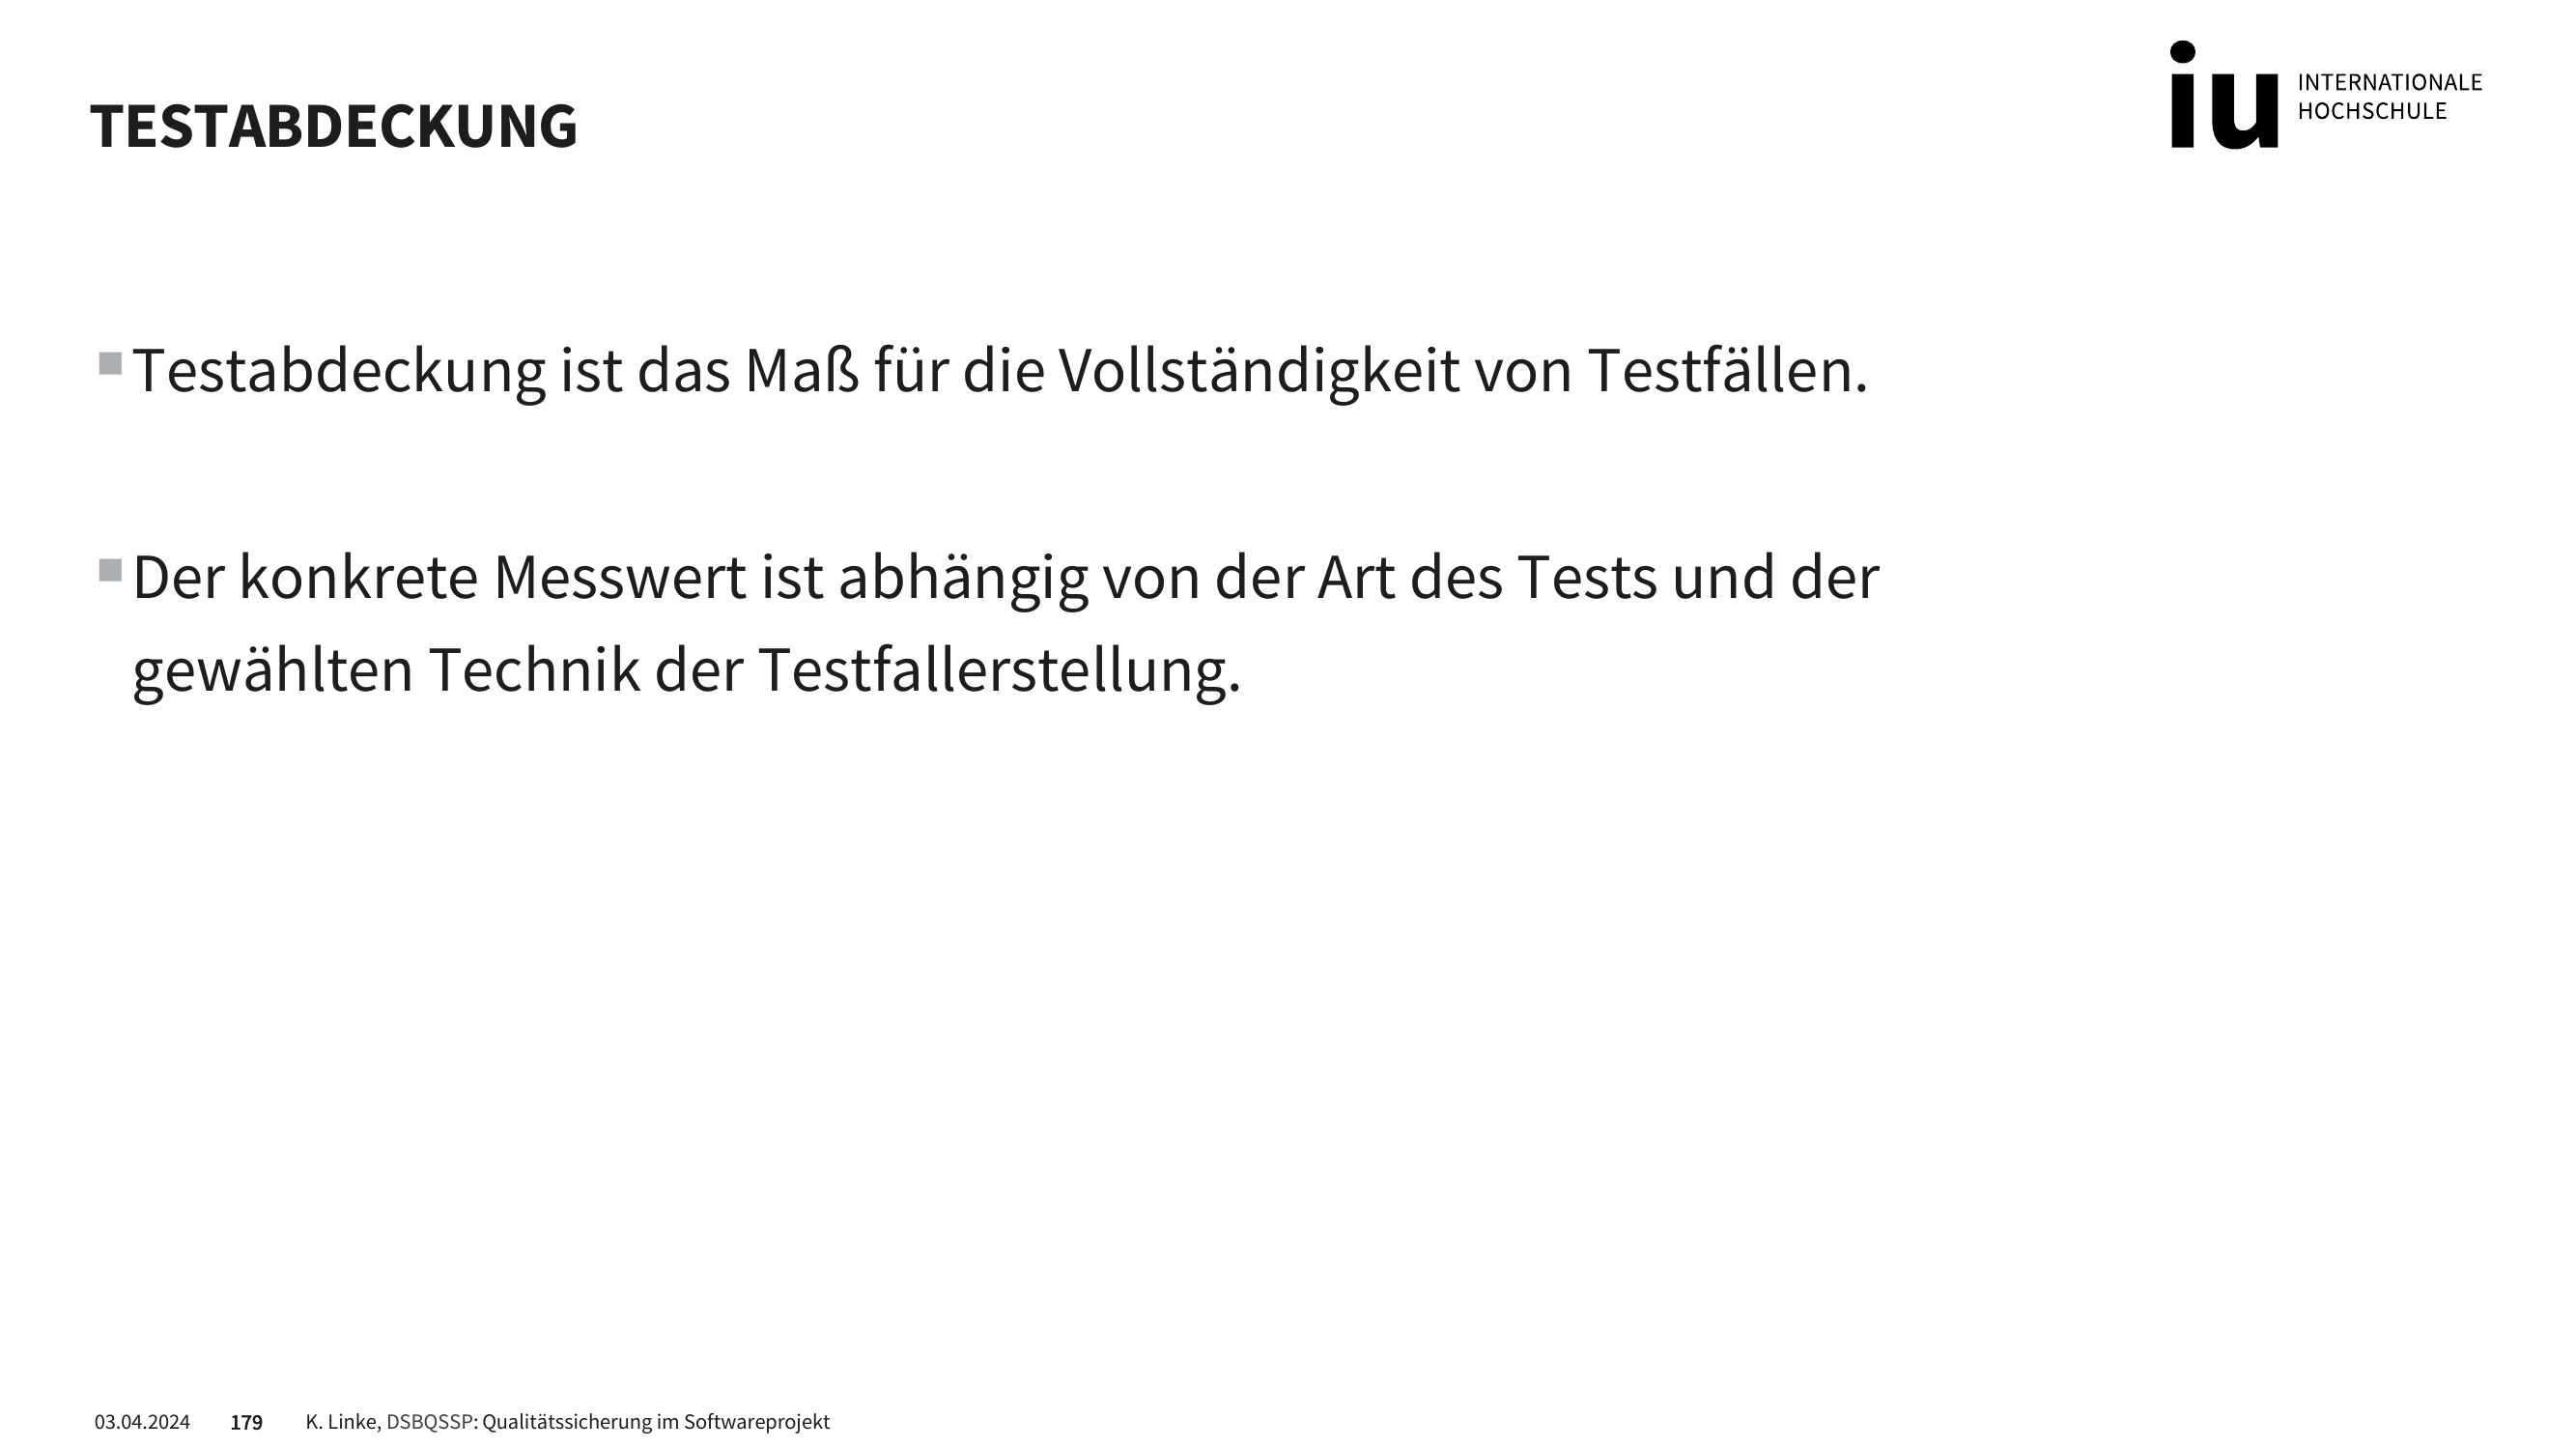 TESTABDECKUNG
iu INTERNATIONALE
HOCHSCHULE
Testabdeckung ist das Maß für die Vollständigkeit von Testfällen.
Der konkrete Messwert ist abhängig von der Art des Tests und der
gewählten Technik der Testfallerstellung.
03.04.2024 179 K. Linke, DSBQSSP: Qualitätssicherung im Softwareprojekt